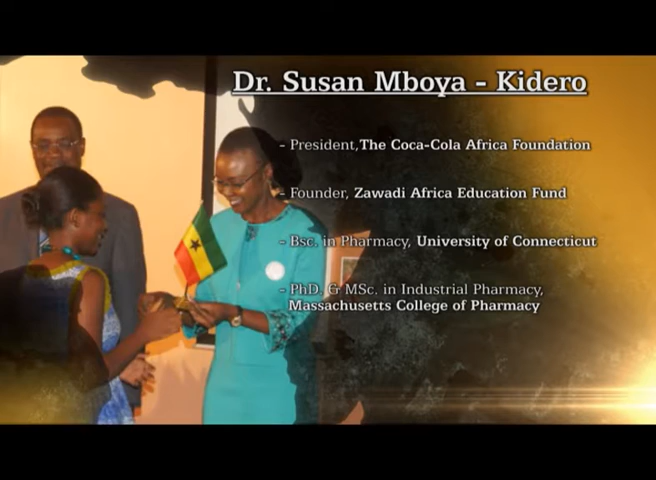 Dr. Susan Mboya - Kidero
- President,The Coca-Cola Africa Foundation
- Founder, Zawadi Africa Education Fund
- Bsc. in Pharmacy, University of Connecticut
- PhD. & MSc. in Industrial Pharmacy,
Massachusetts College of Pharmacy